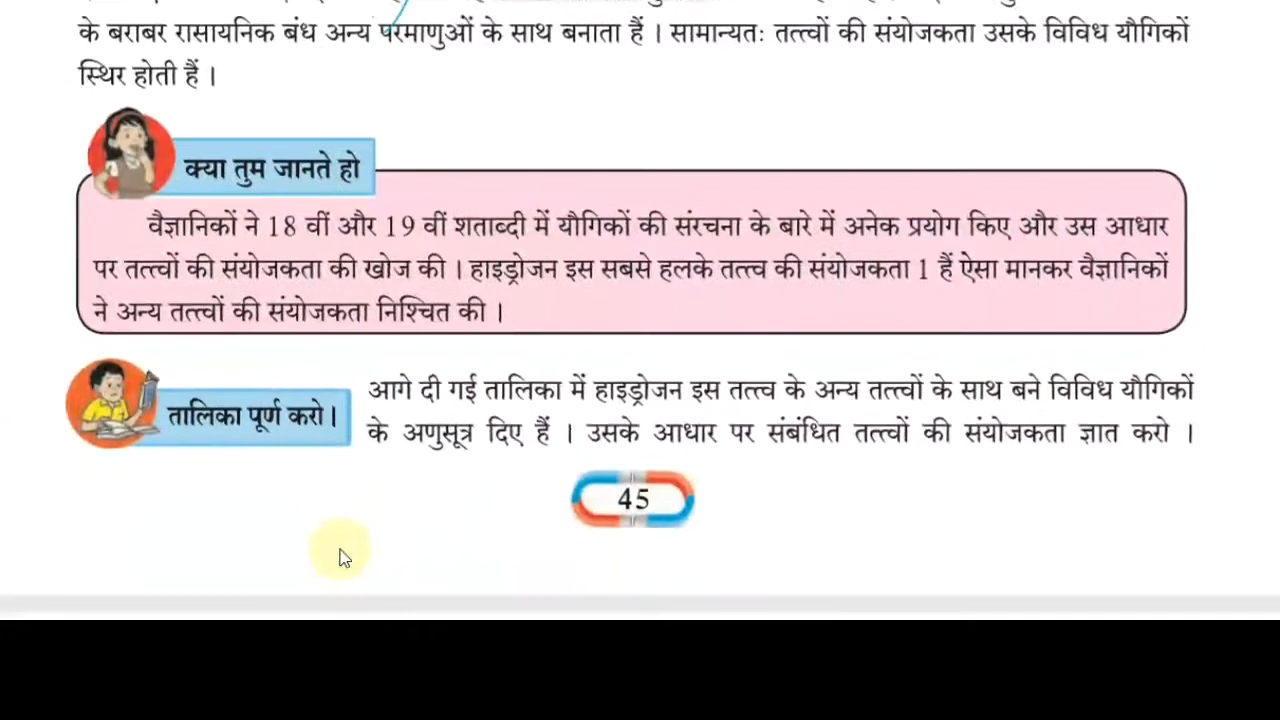 के बराबर रासायनिक बंध अन्य परमाणुओं के साथ बनाता हैं । सामान्यतः तत्त्वों की संयोजकता उसके विविध यौगिकों
स्थिर होती हैं ।
क्या तुम जानते हो
वैज्ञानिकों ने 18 वीं और 19 वीं शताब्दी में यौगिकों की संरचना के बारे में अनेक प्रयोग किए और उस आधार
पर तत्त्वों की संयोजकता की खोज की । हाइड्रोजन इस सबसे हलके तत्त्व की संयोजकता 1 हैं ऐसा मानकर वैज्ञानिकों
ने अन्य तत्त्वों की संयोजकता निश्चित की ।
तालिका पूर्ण करो।
आगे दी गई तालिका में हाइड्रोजन इस तत्त्व के अन्य तत्त्वों के साथ बने विविध यौगिकों
के अणुसूत्र दिए हैं । उसके आधार पर संबंधित तत्त्वों की संयोजकता ज्ञात करो ।
45